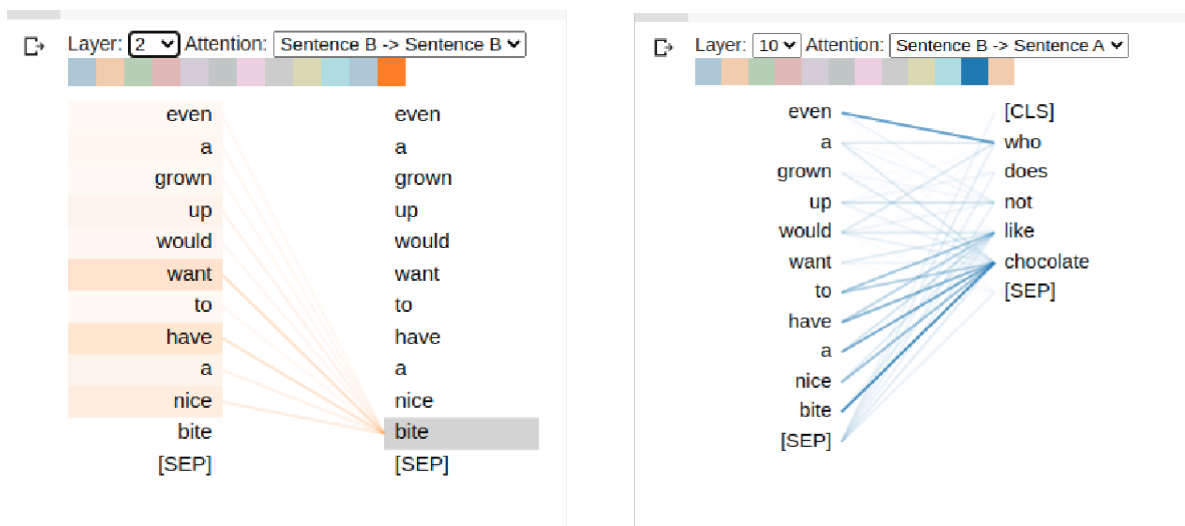 Layer: 2 Attention: Sentence B -> Sentence B
even even
a a
grown grown
up up
would would
want want
to to
have have
a a
nice nice
bite bite
[SEP] [SEP]
Layer: 10 Attention: Sentence B -> Sentence A
even [CLS]
a who
grown does
up not
would like
want chocolate
to [SEP]
have
a
nice
bite
[SEP]